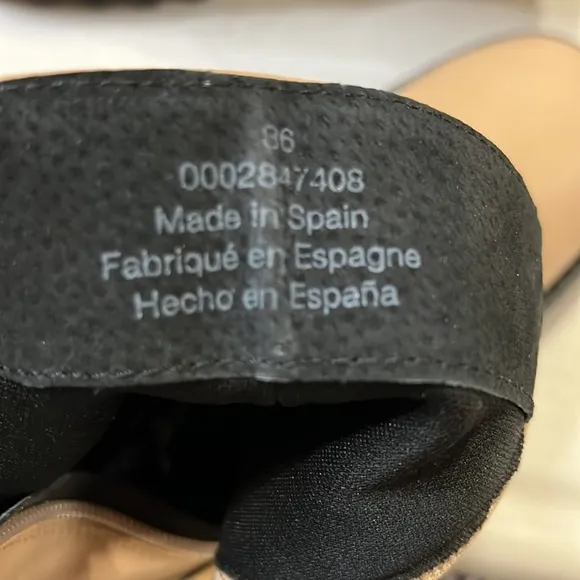 36
0002847408
Made in Spain
Fabriqué en Espagne
Hecho en España